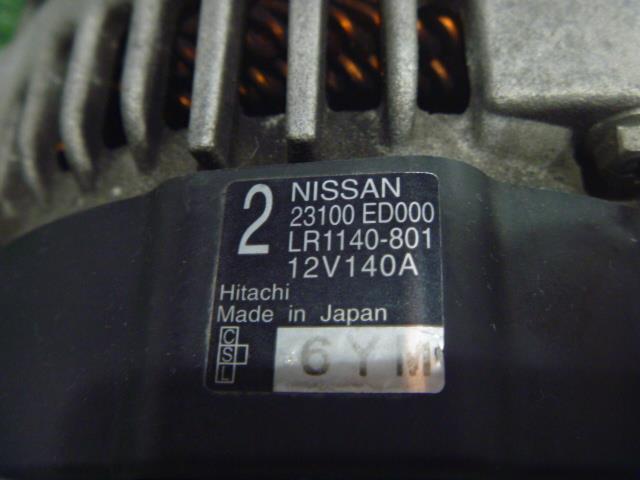 2 NISSAN
23100 ED000
LR1140-801
12V140A
Hitachi
Made in Japan
C
S
L
6YM